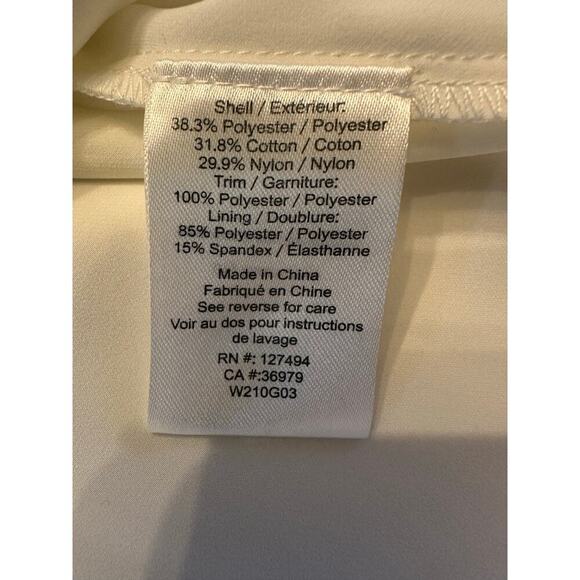 Shell / Extérieur:
38.3% Polyester / Polyester
31.8% Cotton / Coton
29.9% Nylon / Nylon
Trim / Garniture:
100% Polyester / Polyester
Lining / Doublure:
85% Polyester / Polyester
15% Spandex / Élasthanne
Made in China
Fabriqué en Chine
See reverse for care
Voir au dos pour instructions
de lavage
RN #: 127494
CA #:36979
W210G03